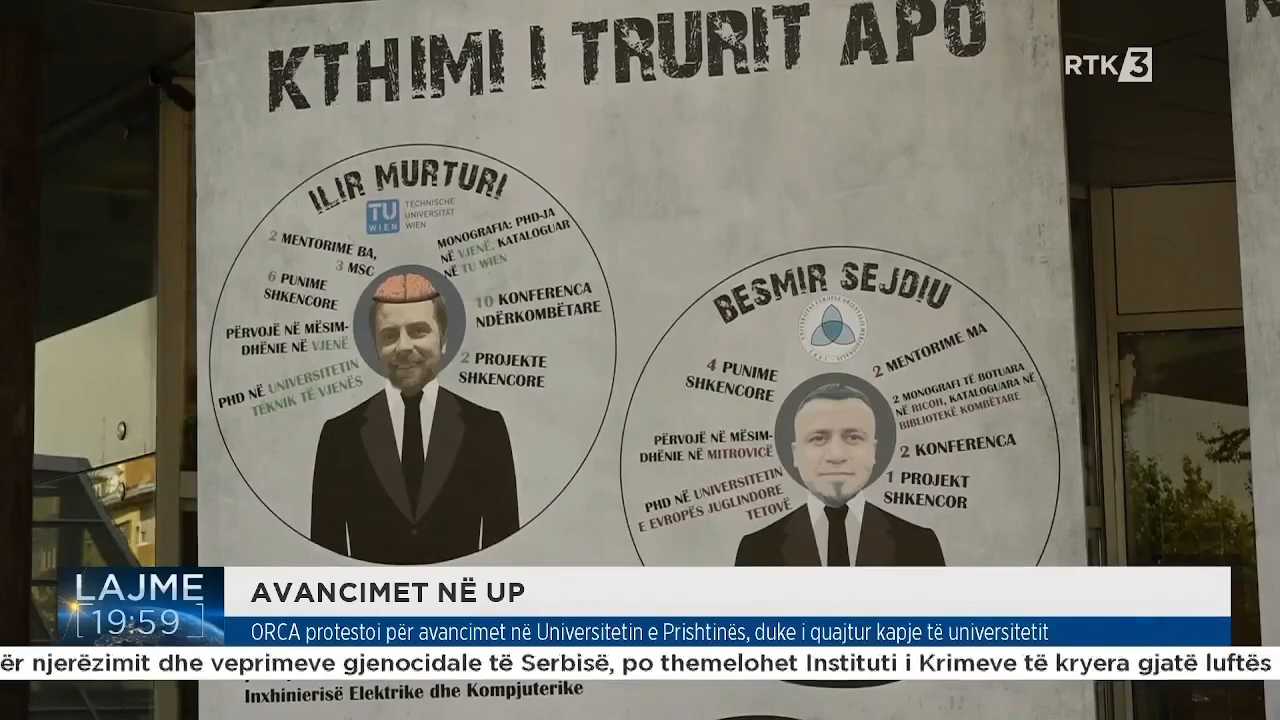 KTHIMI I TRURIT APO
RTK 3
ILIR MURTURI
TU WIEN
TECHNISCHE
UNIVERSITÄT
WIEN
2 MENTORIME BA,
3 MSC
MONOGRAFIA: PHD-JA
NË VJENË, KATALOGUAR
NË TU WIEN
6 PUNIME
SHKENCORE
10 KONFERENCA
NDËRKOMBËTARE
PËRVOJË NË MËSIM-
DHËNIE NË VJENË
2 PROJEKTE
SHKENCORE
PHD NË UNIVERSITETIN
TEKNIK TË VJENËS
BESMIR SEJDIU
4 PUNIME
SHKENCORE
2 MENTORIME MA
2 MONOGRAFI TË BOTUARA
NË RICOH, KATALOGUARA NË
BIBLIOTEKË KOMBËTARE
PËRVOJË NË MËSIM-
DHËNIE NË MITROVICË
2 KONFERENCA
1 PROJEKT
SHKENCOR
PHD NË UNIVERSITETIN
E EVROPËS JUGLINDORE
TETOVË
LAJME
19:59
AVANCIMET NË UP
ORCA protestoi për avancimet në Universitetin e Prishtinës, duke i quajtur kapje të universitetit
ër njerëzimit dhe veprimeve gjenocidale të Serbisë, po themelohet Instituti i Krimeve të kryera gjatë luftës
Inxhinierisë Elektrike dhe Kompjuterike